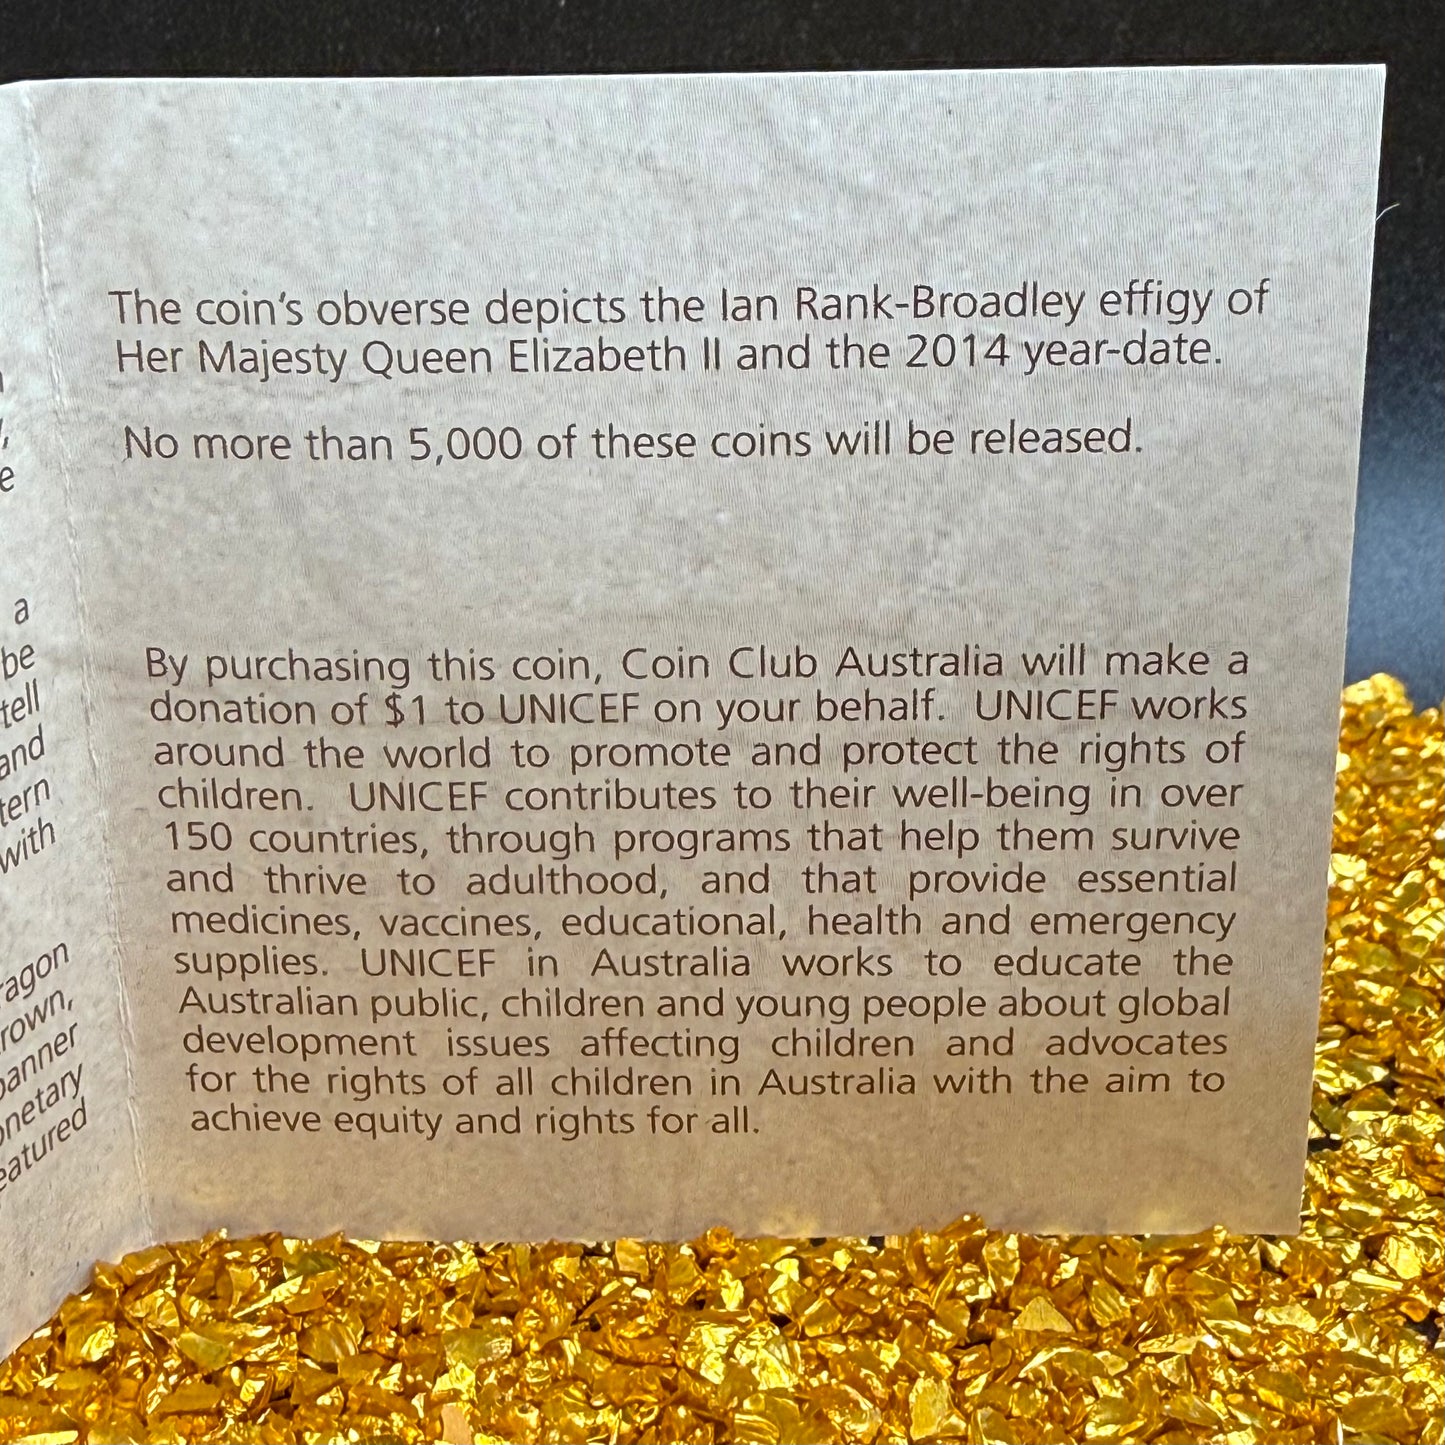 a
be
tell
and
with
The coin's obverse depicts the Ian Rank-Broadley effigy of
Her Majesty Queen Elizabeth II and the 2014 year-date.
No more than 5,000 of these coins will be released.
By purchasing this coin, Coin Club Australia will make a
donation of $1 to UNICEF on your behalf. UNICEF works
around the world to promote and protect the rights of
children. UNICEF contributes to their well-being in over
150 countries, through programs that help them survive
and thrive to adulthood, and that provide essential
medicines, vaccines, educational, health and emergency
supplies. UNICEF in Australia works to educate the
Australian public, children and young people about global
development issues affecting children and advocates
for the rights of all children in Australia with the aim to
achieve equity and rights for all.